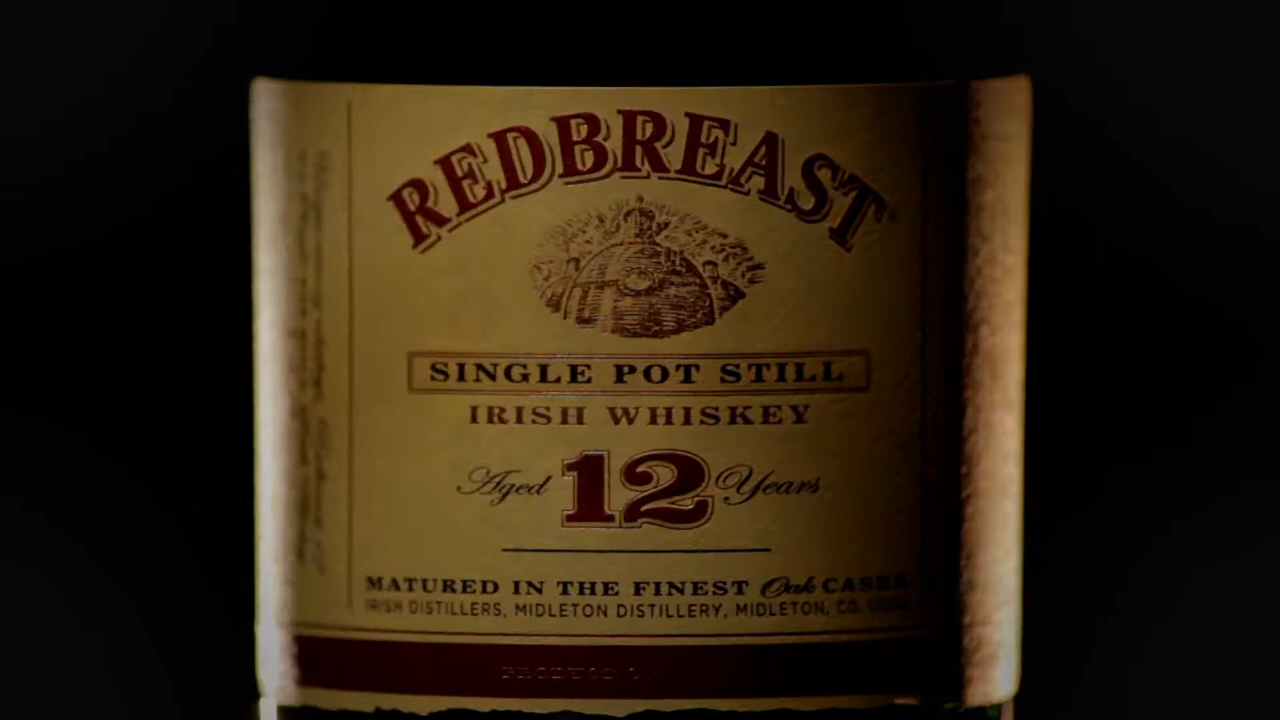 REDBREAST
SINGLE POT STILL
IRISH WHISKEY
Aged 12 Years
MATURED IN THE FINEST Oak CASKS
IRISH DISTILLERS, MIDLETON DISTILLERY, MIDLETON, CO.